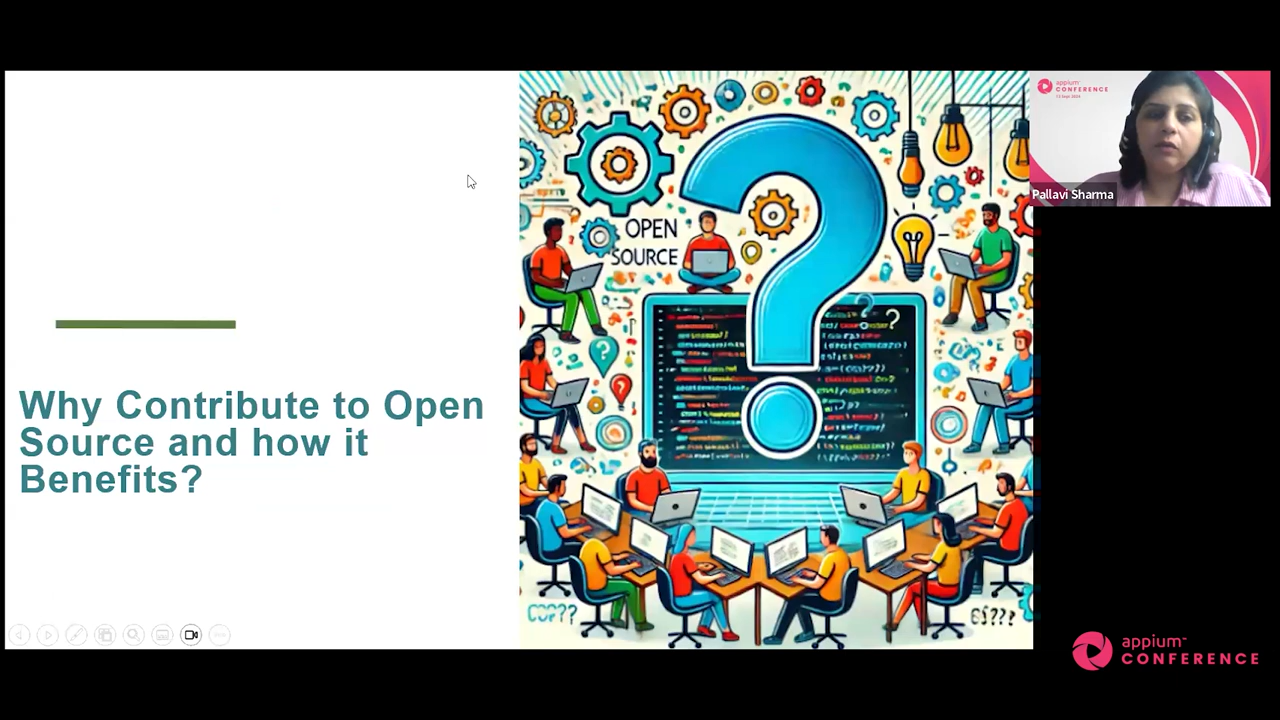 Why Contribute to Open
Source and how it
Benefits?
OPEN
SOURCE
appium
CONFERENCE
Pallavi Sharma
appium
CONFERENCE